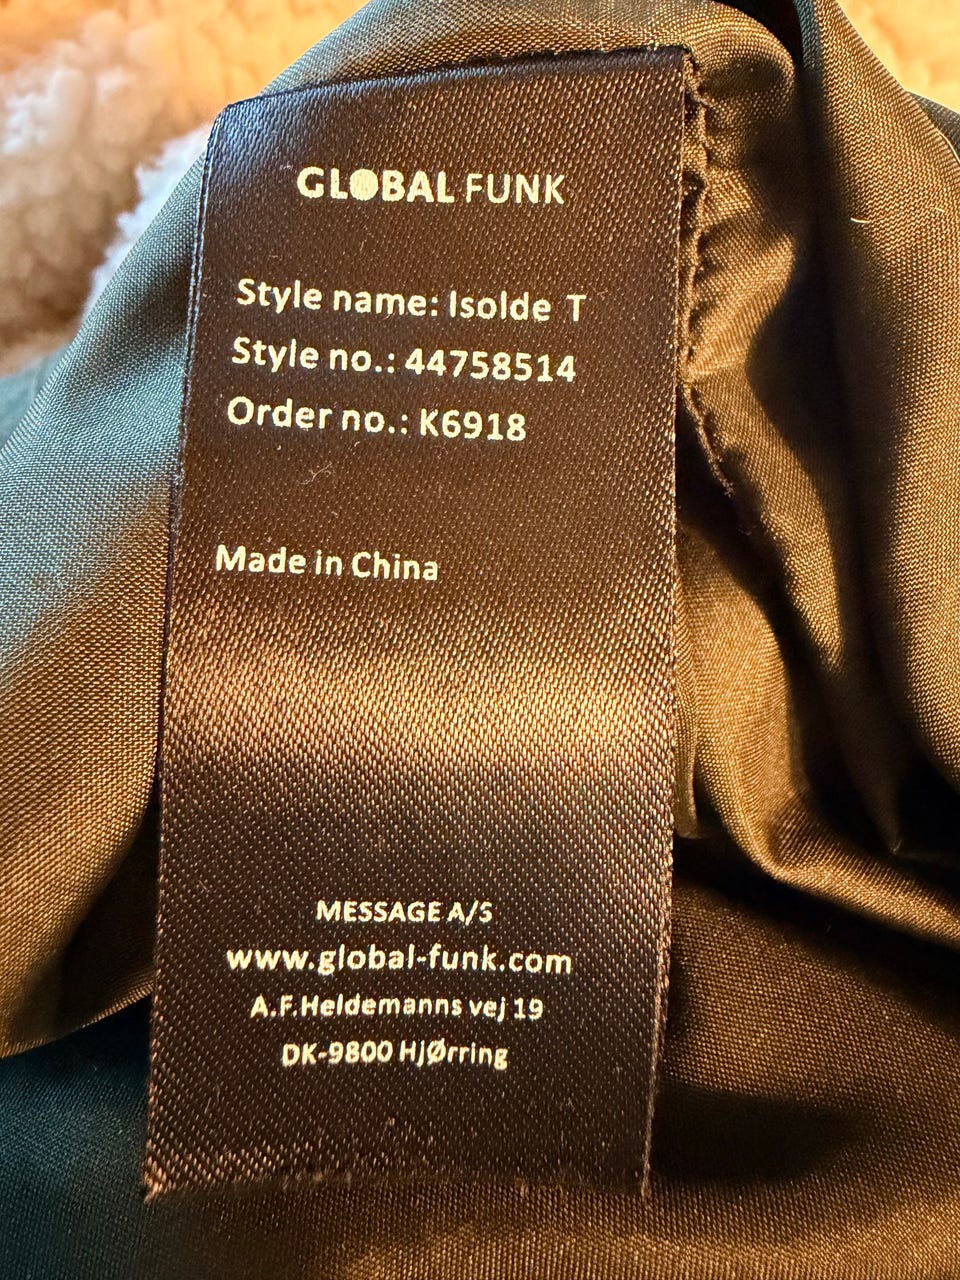 GLOBAL FUNK
Style name: Isolde T
Style no.: 44758514
Order no.: K6918
Made in China
MESSAGE A/S
www.global-funk.com
A.F.Heldemanns vej 19
DK-9800 HjØrring